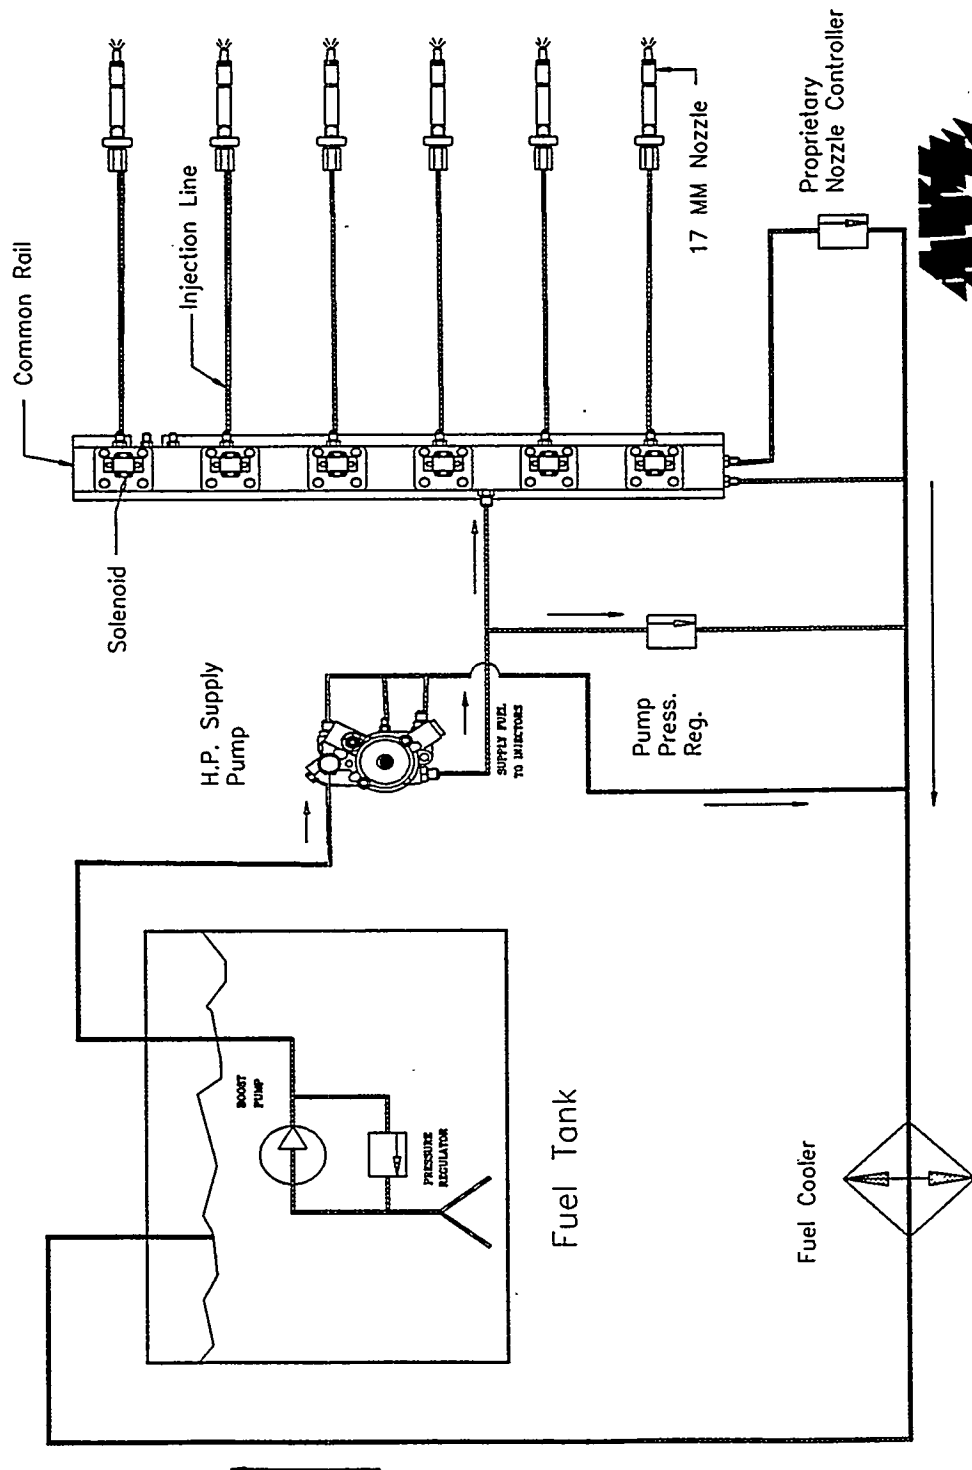 Common Rail
Injection Line
Solenoid
17 MM Nozzle
Proprietary
Nozzle Controller
H.P. Supply
Pump
SUPPLY FUEL
TO INJECTORS
Pump
Press.
Reg.
BOOST
PUMP
PRESSURE
REGULATOR
Fuel Tank
Fuel Cooler